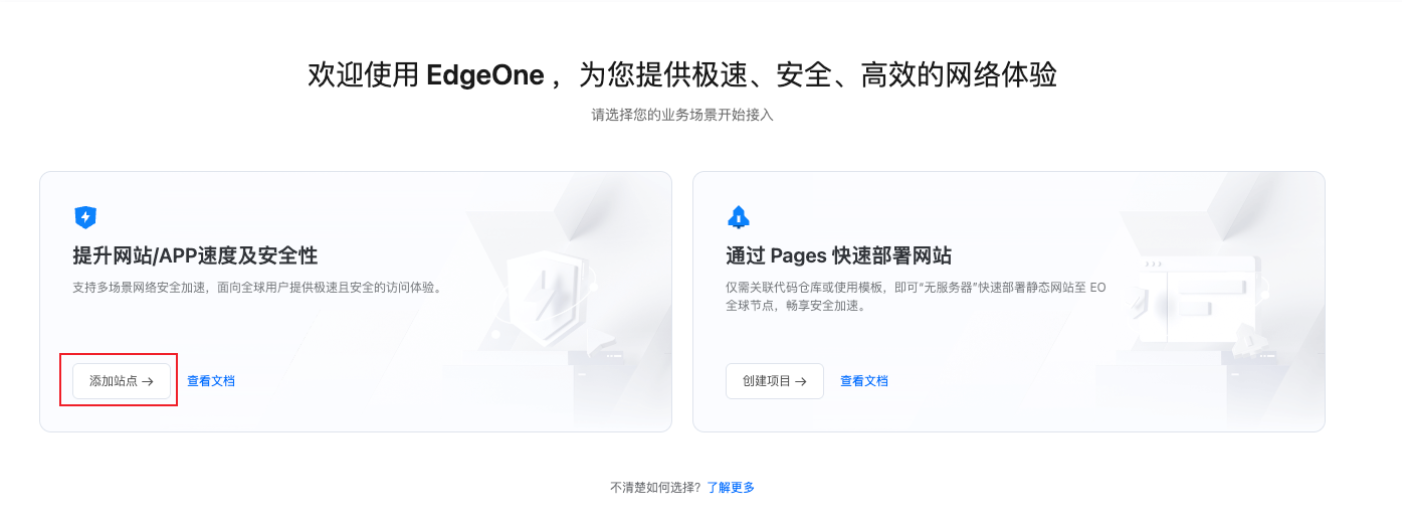 欢迎使用 EdgeOne ，为您提供极速、安全、高效的网络体验
请选择您的业务场景开始接入
提升网站/APP速度及安全性
支持多场景网络安全加速，面向全球用户提供极速且安全的访问体验。
添加站点 → 查看文档
通过 Pages 快速部署网站
仅需关联代码仓库或使用模板，即可“无服务器”快速部署静态网站至 EO
全球节点，畅享安全加速。
创建项目 → 查看文档
不清楚如何选择？了解更多